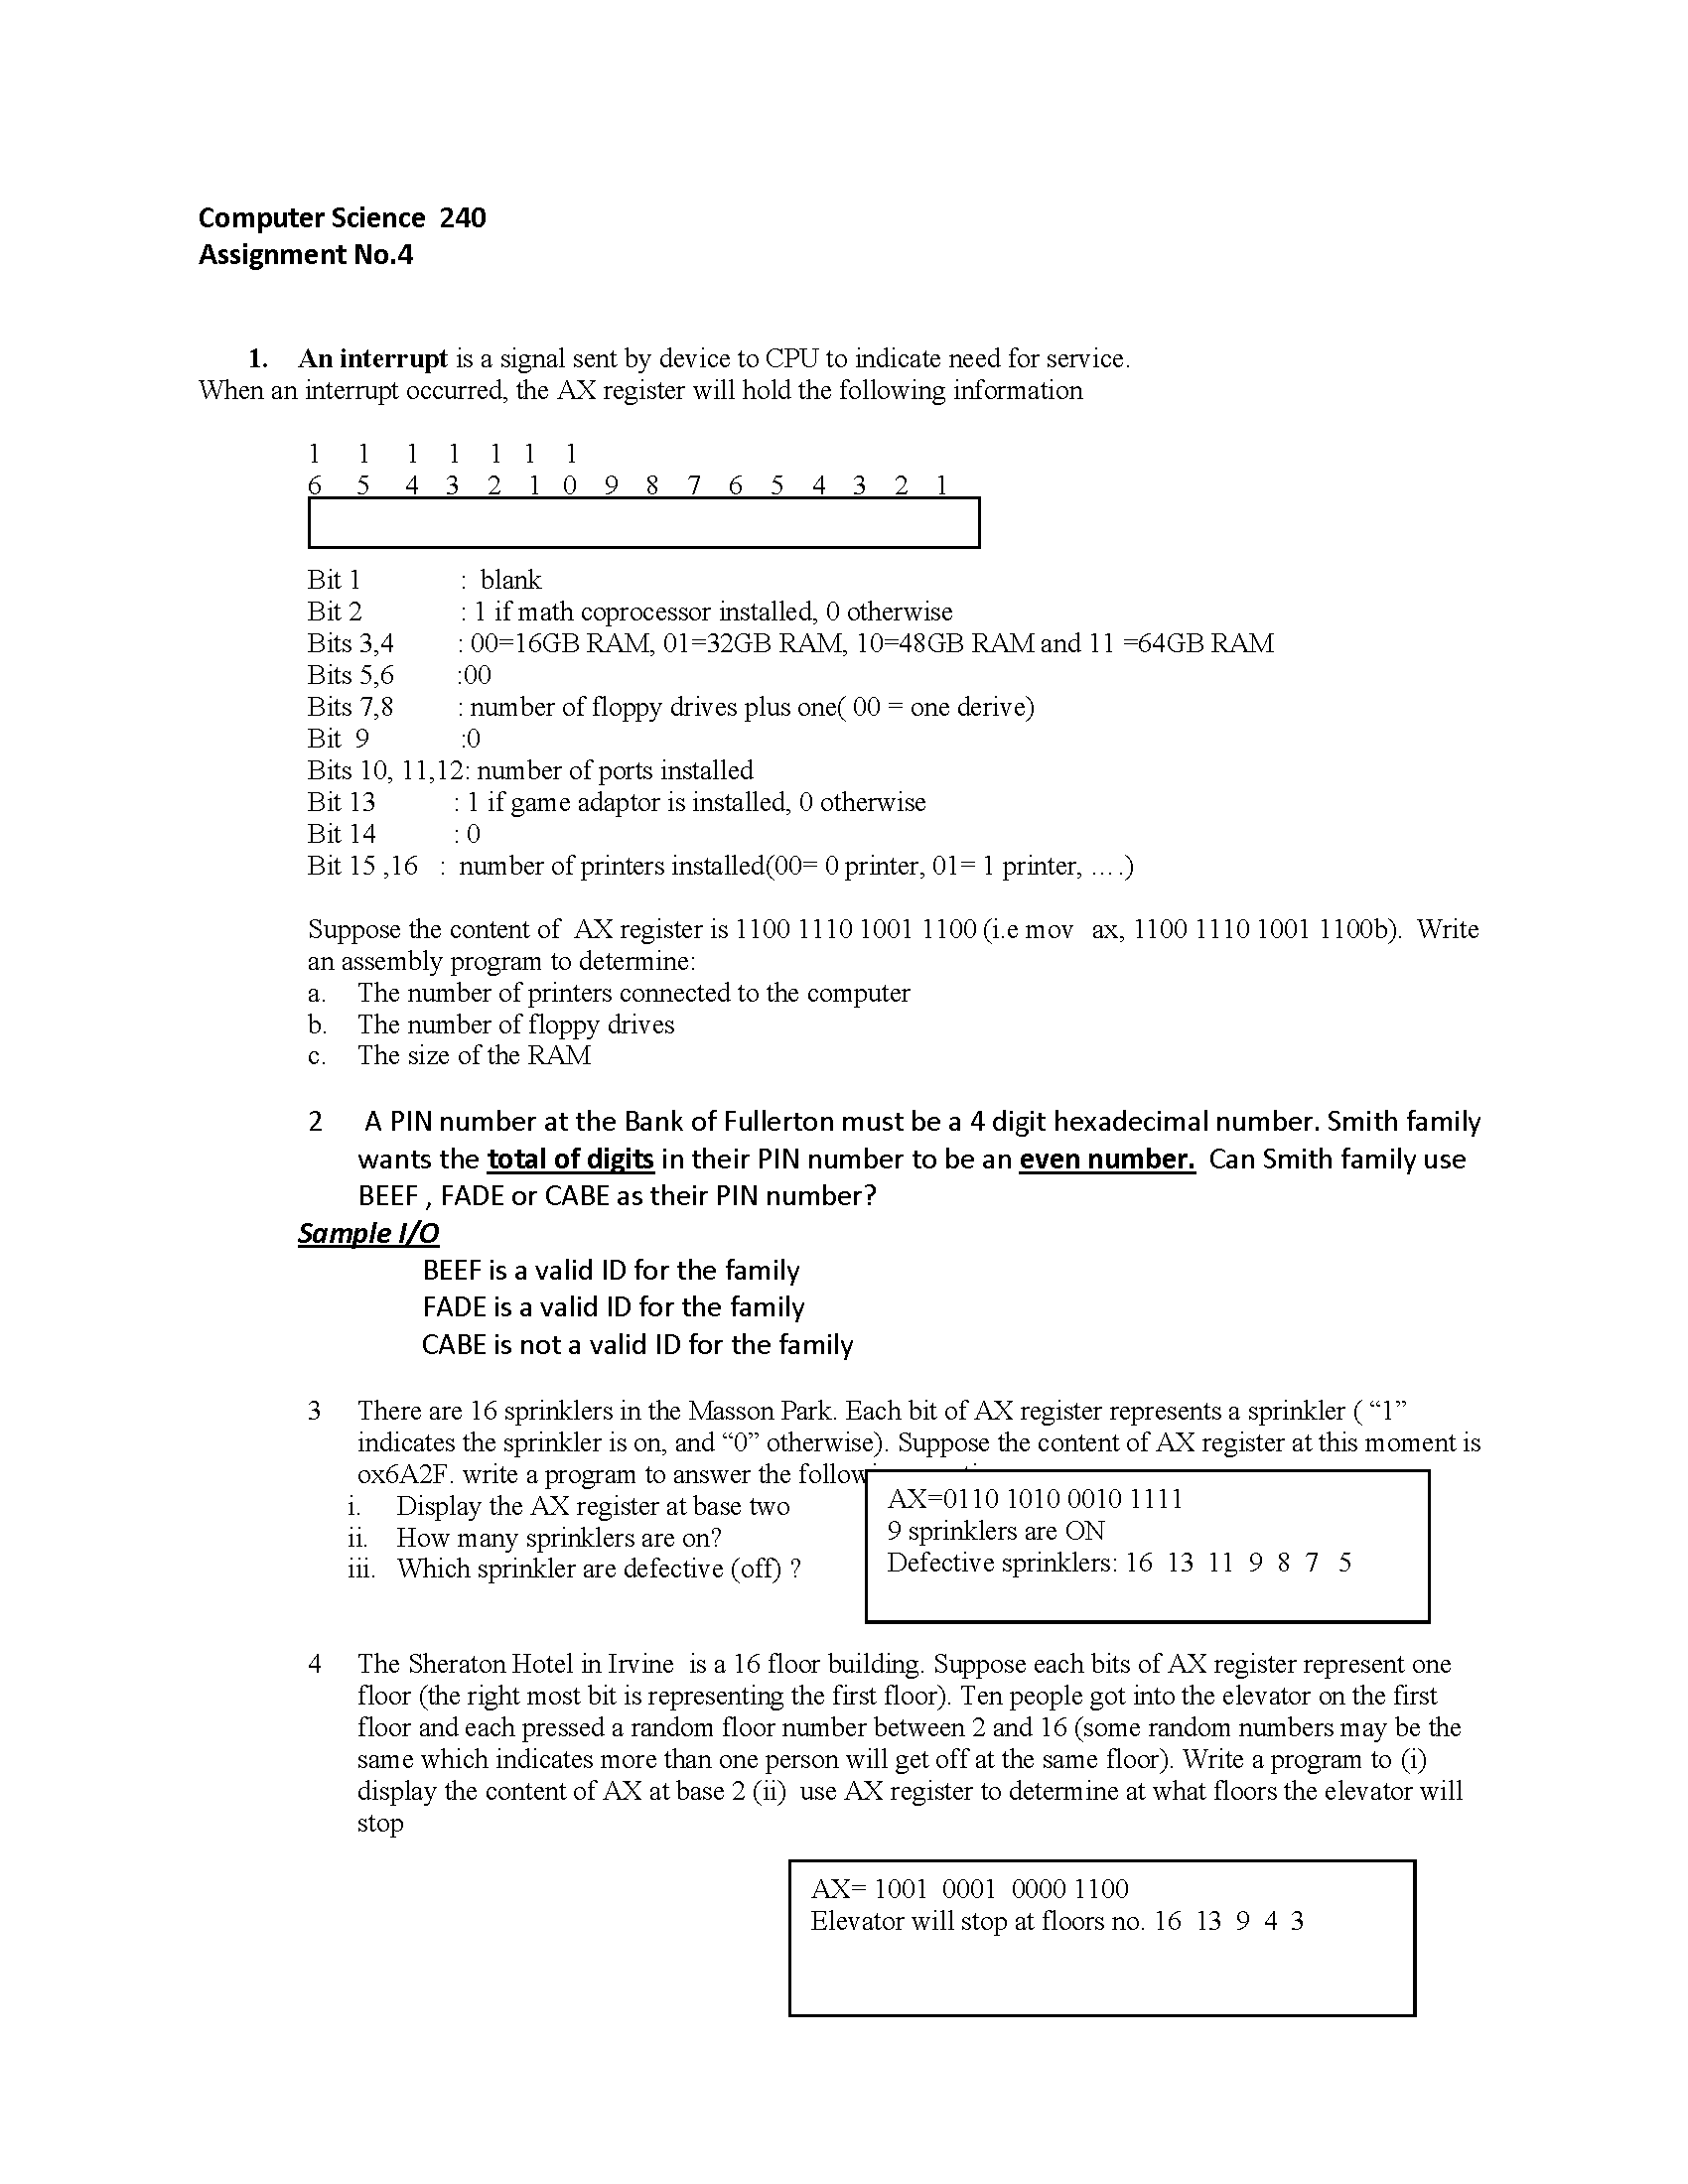 Computer Science 240
Assignment No.4
1. An interrupt is a signal sent by device to CPU to indicate need for service.
When an interrupt occurred, the AX register will hold the following information
1 1 1 1 1 1 1
6 5 4 3 2 1 0 9 8 7 6 5 4 3 2 1
Bit 1 : blank
Bit 2 : 1 if math coprocessor installed, 0 otherwise
Bits 3,4 : 00=16GB RAM, 01=32GB RAM, 10=48GB RAM and 11 =64GB RAM
Bits 5,6 :00
Bits 7,8 : number of floppy drives plus one( 00 = one derive)
Bit 9 :0
Bits 10, 11,12: number of ports installed
Bit 13 : 1 if game adaptor is installed, 0 otherwise
Bit 14 : 0
Bit 15 ,16 : number of printers installed(00= 0 printer, 01= 1 printer, ….)
Suppose the content of AX register is 1100 1110 1001 1100 (i.e mov ax, 1100 1110 1001 1100b). Write
an assembly program to determine:
a. The number of printers connected to the computer
b. The number of floppy drives
c. The size of the RAM
2 A PIN number at the Bank of Fullerton must be a 4 digit hexadecimal number. Smith family
wants the total of digits in their PIN number to be an even number. Can Smith family use
BEEF , FADE or CABE as their PIN number?
Sample I/O
BEEF is a valid ID for the family
FADE is a valid ID for the family
CABE is not a valid ID for the family
3 There are 16 sprinklers in the Masson Park. Each bit of AX register represents a sprinkler ( “1”
indicates the sprinkler is on, and “0” otherwise). Suppose the content of AX register at this moment is
ox6A2F. write a program to answer the
i. Display the AX register at base two
ii. How many sprinklers are on?
iii. Which sprinkler are defective (off) ?
AX=0110 1010 0010 1111
9 sprinklers are ON
Defective sprinklers: 16 13 11 9 8 7 5
4 The Sheraton Hotel in Irvine is a 16 floor building. Suppose each bits of AX register represent one
floor (the right most bit is representing the first floor). Ten people got into the elevator on the first
floor and each pressed a random floor number between 2 and 16 (some random numbers may be the
same which indicates more than one person will get off at the same floor). Write a program to (i)
display the content of AX at base 2 (ii) use AX register to determine at what floors the elevator will
stop
AX= 1001 0001 0000 1100
Elevator will stop at floors no. 16 13 9 4 3